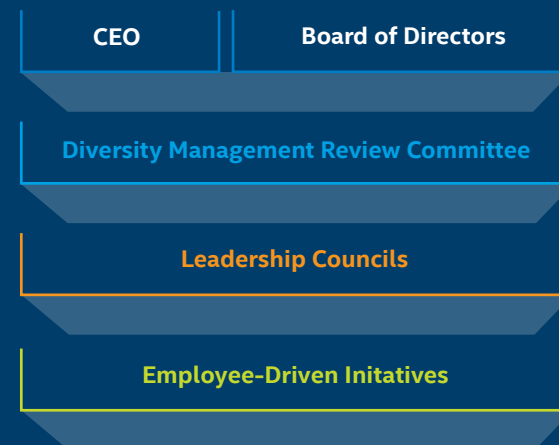 CEO
Board of Directors
Diversity Management Review Committee
Leadership Councils
Employee-Driven Initatives